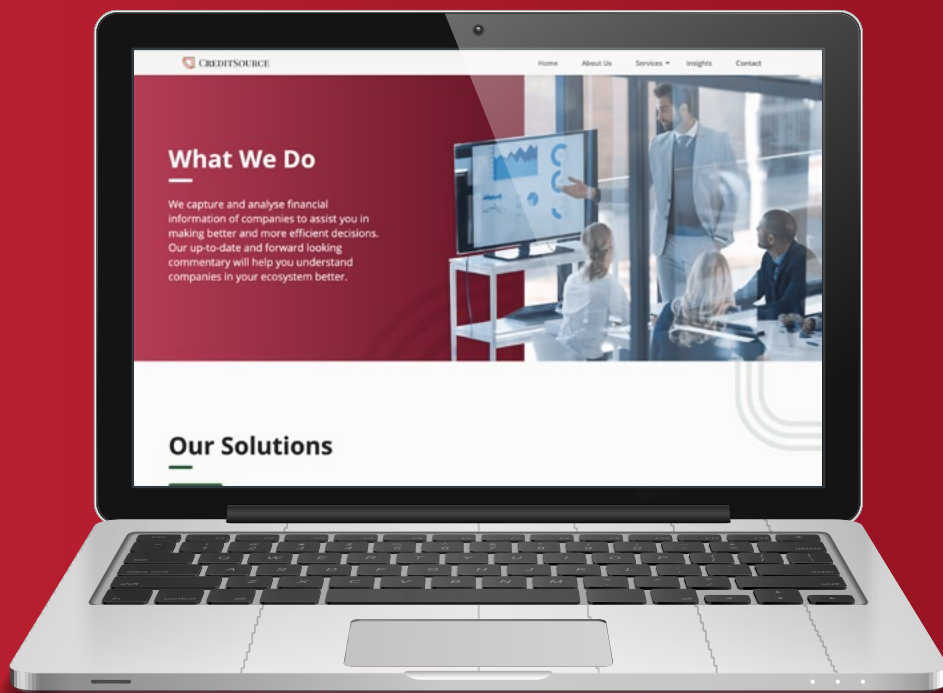 CREDITSOURCE
Home About Us Services Insights Contact
What We Do
We capture and analyse financial
information of companies to assist you in
making better and more efficient decisions.
Our up-to-date and forward looking
commentary will help you understand
companies in your ecosystem better.
Our Solutions